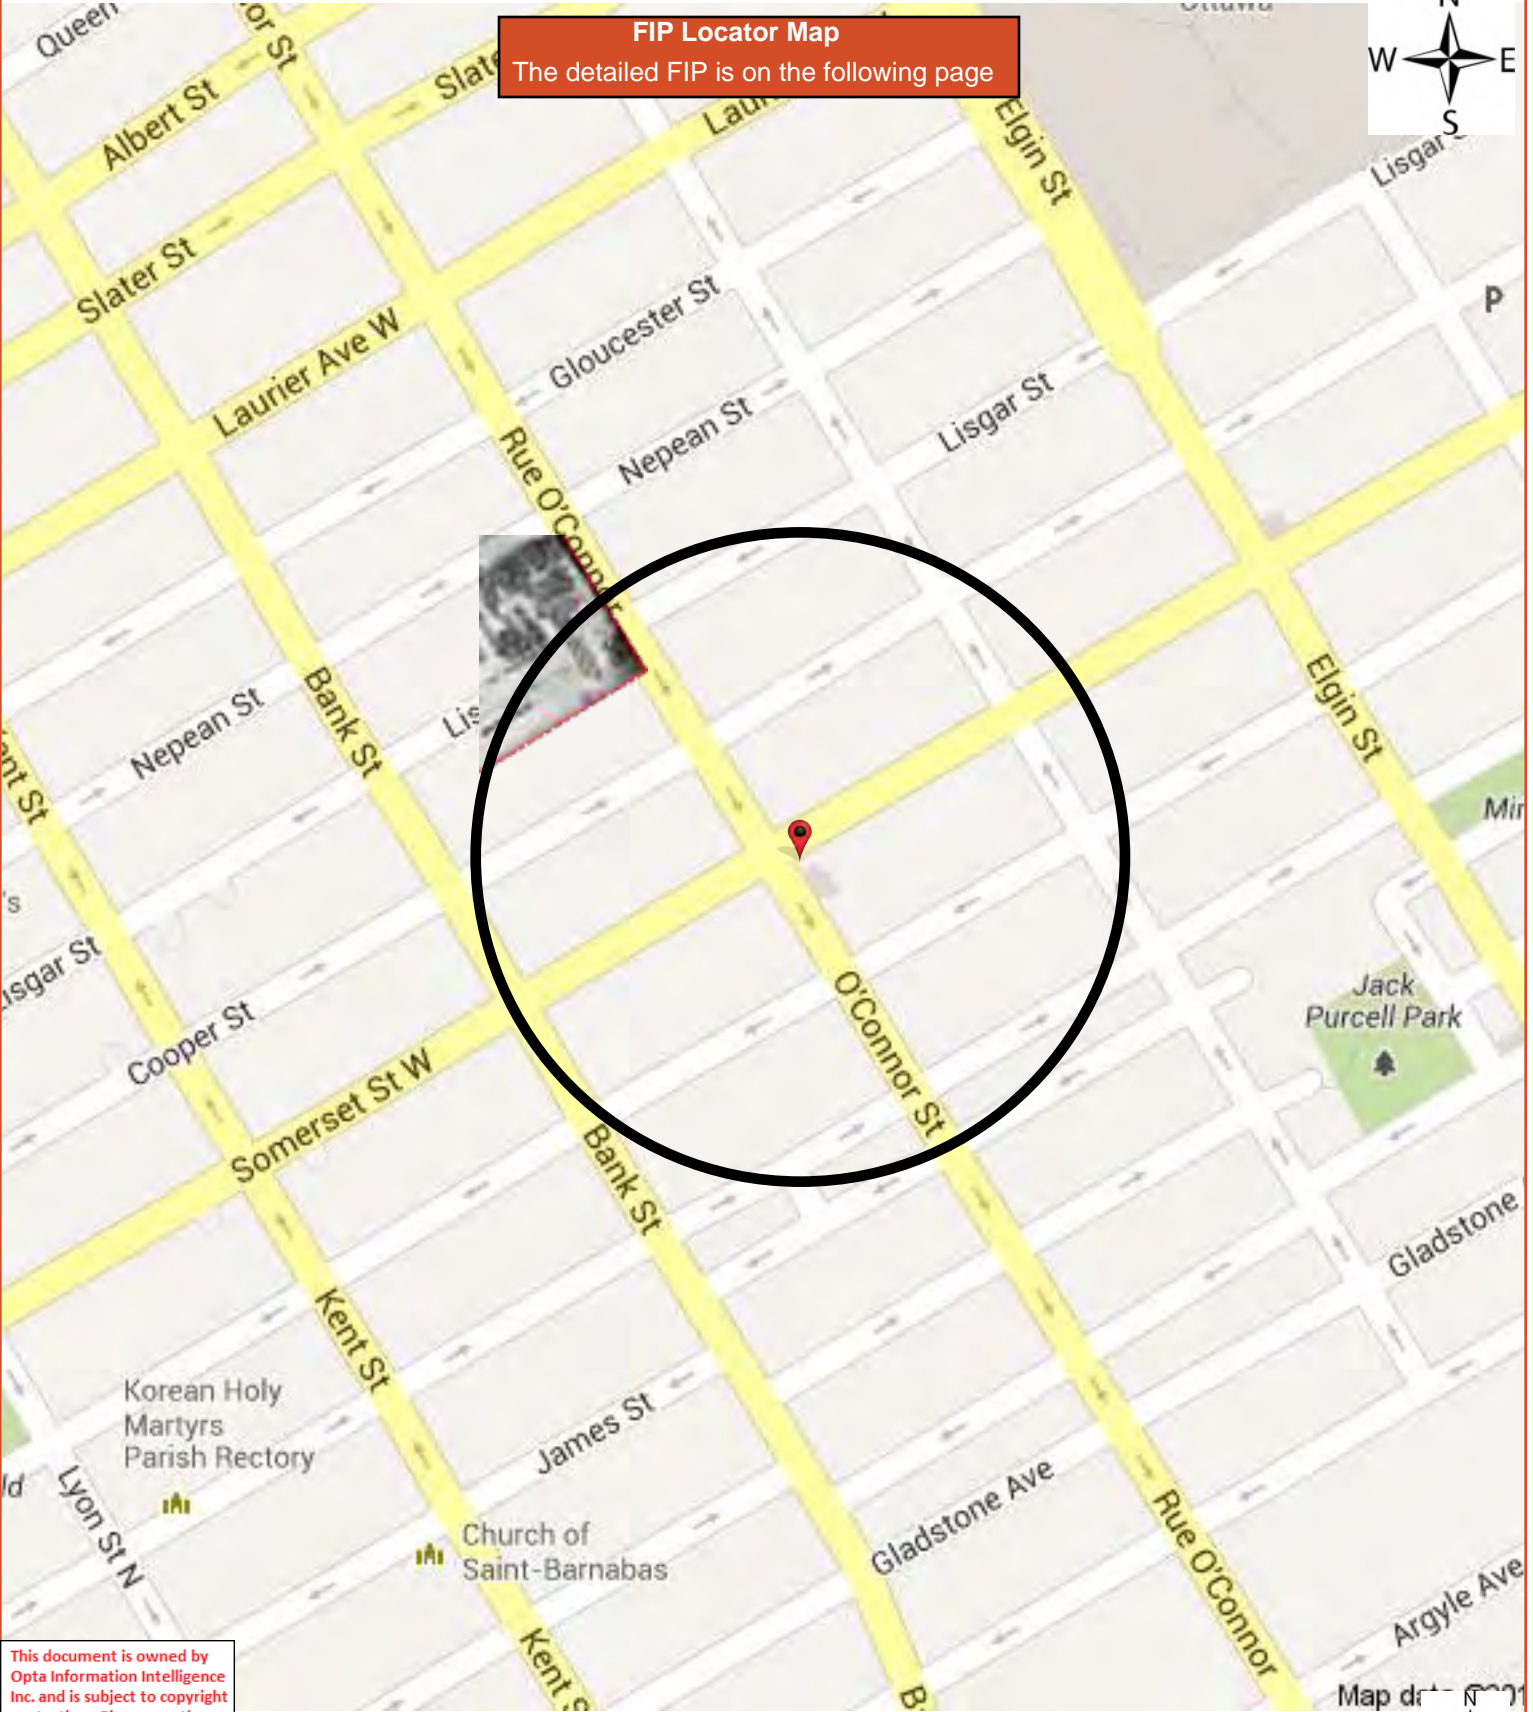 FIP Locator Map
The detailed FIP is on the following page
N
W
E
S
Queen
Albert St
Slater St
Laurier Ave W
Gloucester St
Nepean St
Lisgar St
Elgin St
Lisgar
P
Rue O'Connor
Bank St
Nepean St
Lis
Elgin St
Cooper St
Somerset St W
O'Connor St
Jack
Purcell Park
Bank St
Kent St
Gladstone
Korean Holy
Martyrs
Parish Rectory
James St
Lyon St N
Church of
Saint-Barnabas
Gladstone Ave
Rue O'Connor
Argyle Ave
Kent S
This document is owned by
Opta Information Intelligence
Inc. and is subject to copyright
Map da
N